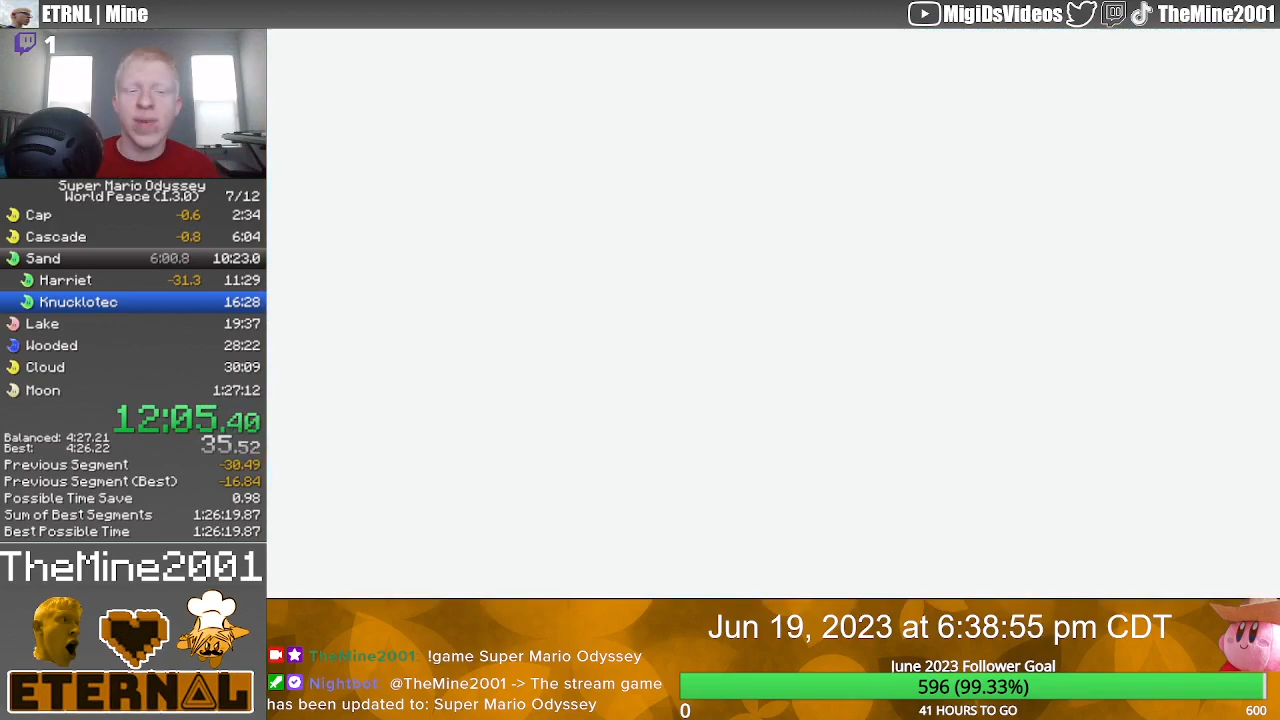 ETRNL | Mine
MigiDsVideos
TheMine2001
1
Super Mario Odyssey
World Peace (1.3.0) 7/12
Cap -0.6 2:34
Cascade -0.8 6:04
Sand 6:00.8 10:23.0
Harriet -31.3 11:29
Knucklotec 16:28
Lake 19:37
Wooded 28:22
Cloud 30:09
Moon 1:27:12
12:05.40
Balanced: 4:27.21
Best: 4:26.22
35.52
Previous Segment -30.49
Previous Segment (Best) -16.84
Possible Time Save 0.98
Sum of Best Segments 1:26:19.87
Best Possible Time 1:26:19.87
TheMine2001
ETERNAL
TheMine2001 !game Super Mario Odyssey
Nightbot @TheMine2001 -> The stream game
has been updated to: Super Mario Odyssey
Jun 19, 2023 at 6:38:55 pm CDT
June 2023 Follower Goal
596 (99.33%)
0 41 HOURS TO GO 600